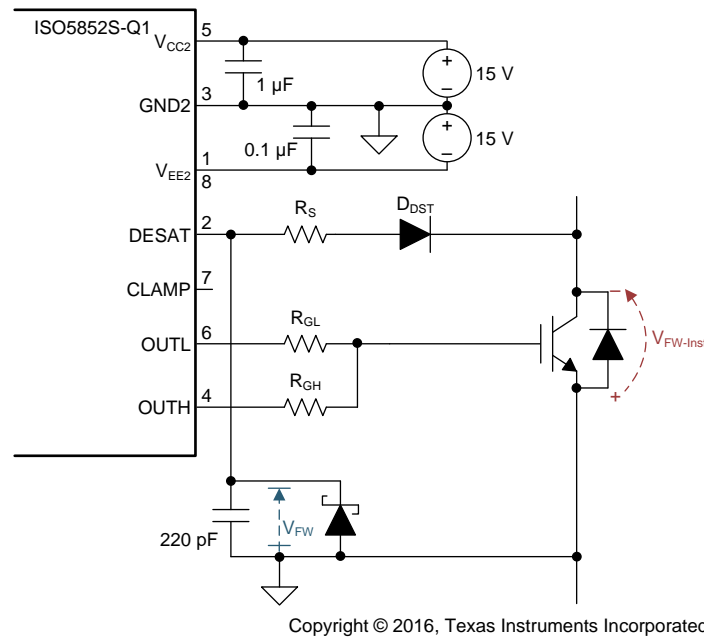 ISO5852S-Q1
VCC2
5
15 V
1 µF
GND2
3
0.1 µF
15 V
VEE2
1
8
RS
DDST
DESAT
2
CLAMP
7
RGL
OUTL
6
VFW-Inst
RGH
OUTH
4
VFW
220 pF
Copyright © 2016, Texas Instruments Incorporated